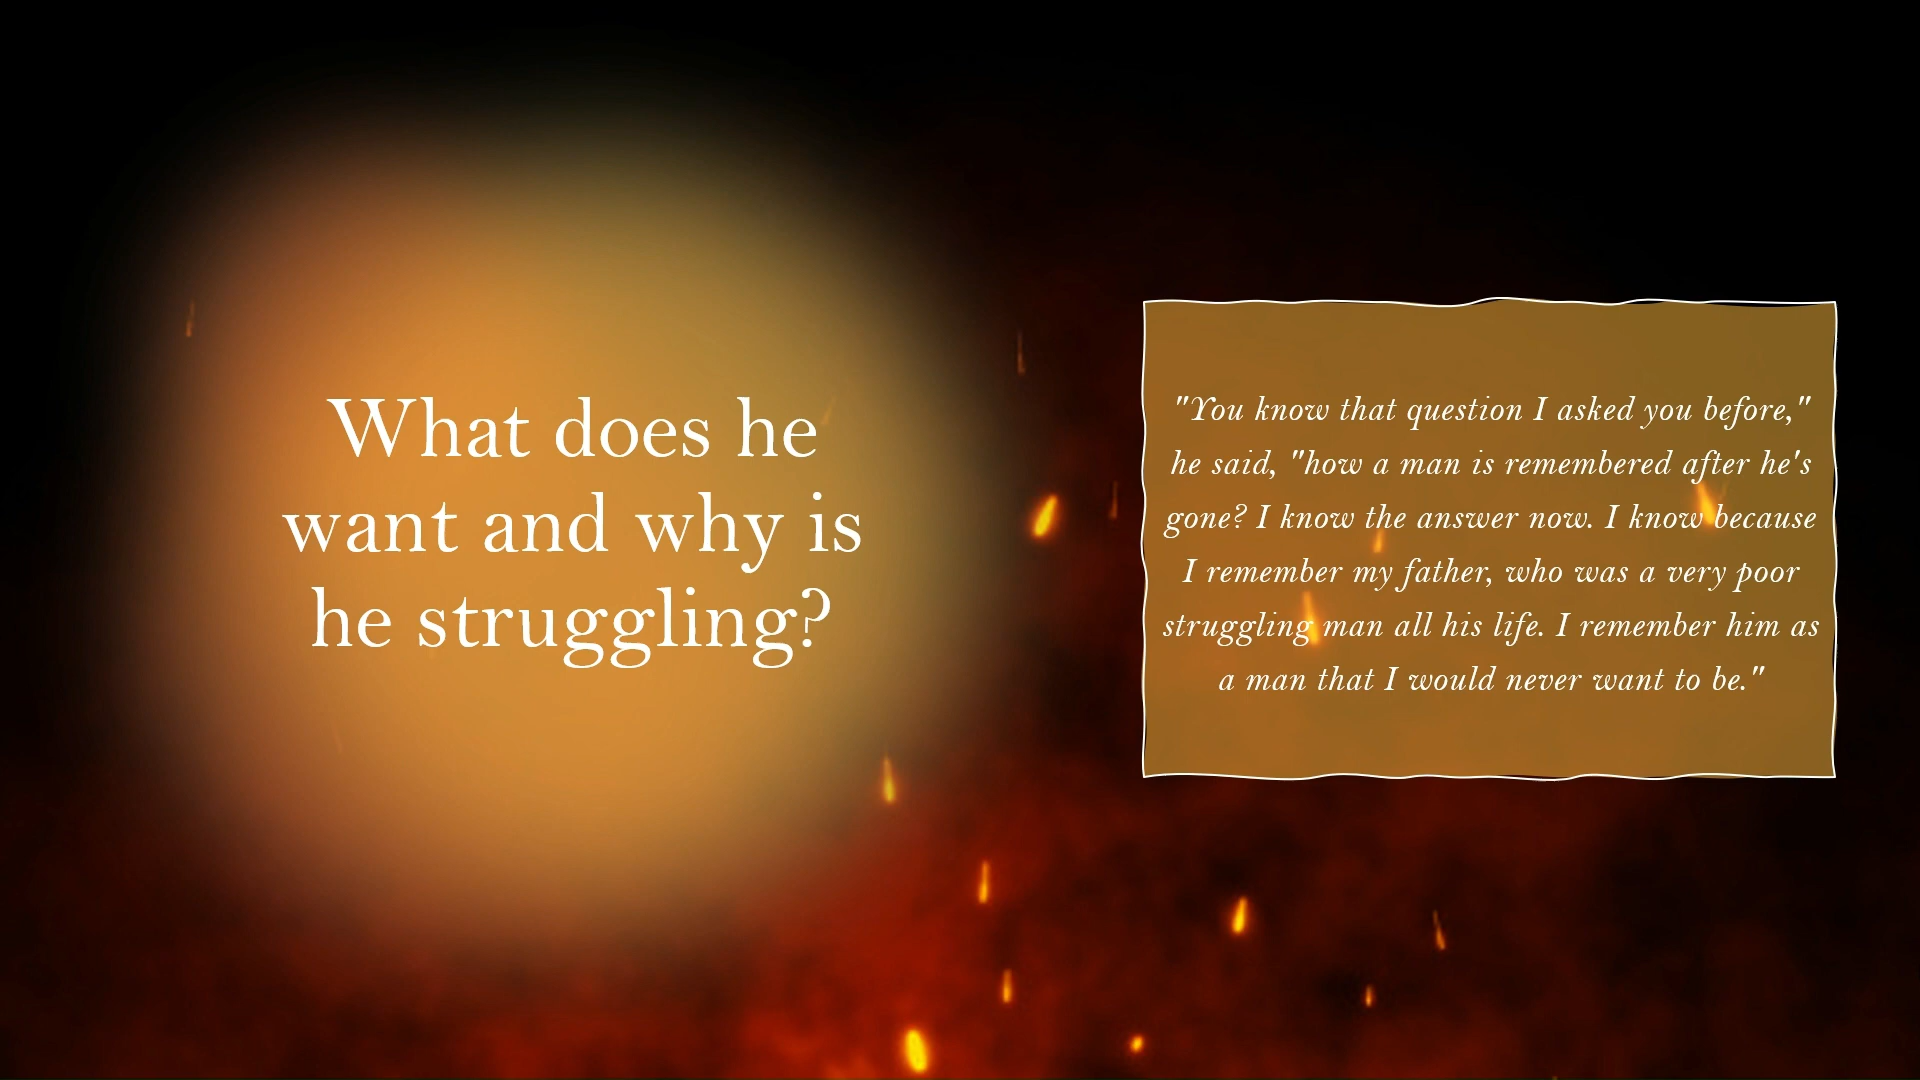 What does he
want and why is
he struggling?
"You know that question I asked you before,"
he said, "how a man is remembered after he's
gone? I know the answer now. I know because
I remember my father, who was a very poor
struggling man all his life. I remember him as
a man that I would never want to be."